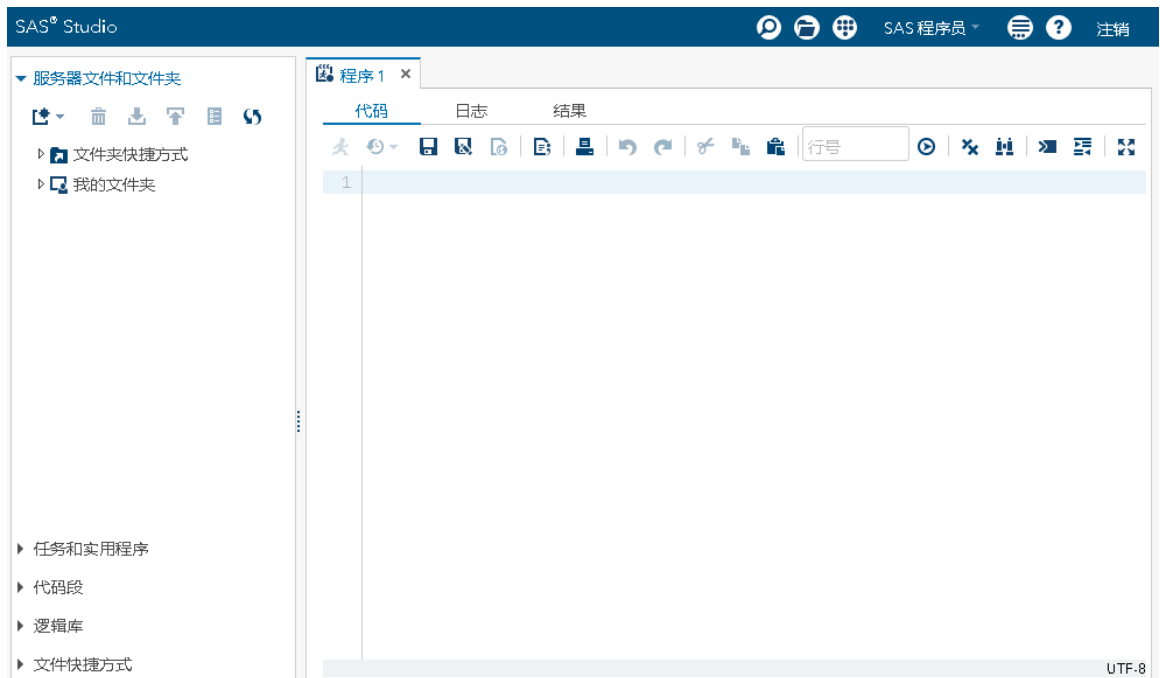 SAS® Studio
SAS 程序员
注销
服务器文件和文件夹
文件夹快捷方式
我的文件夹
任务和实用程序
代码段
逻辑库
文件快捷方式
程序 1
代码 日志 结果
行号
1
UTF-8